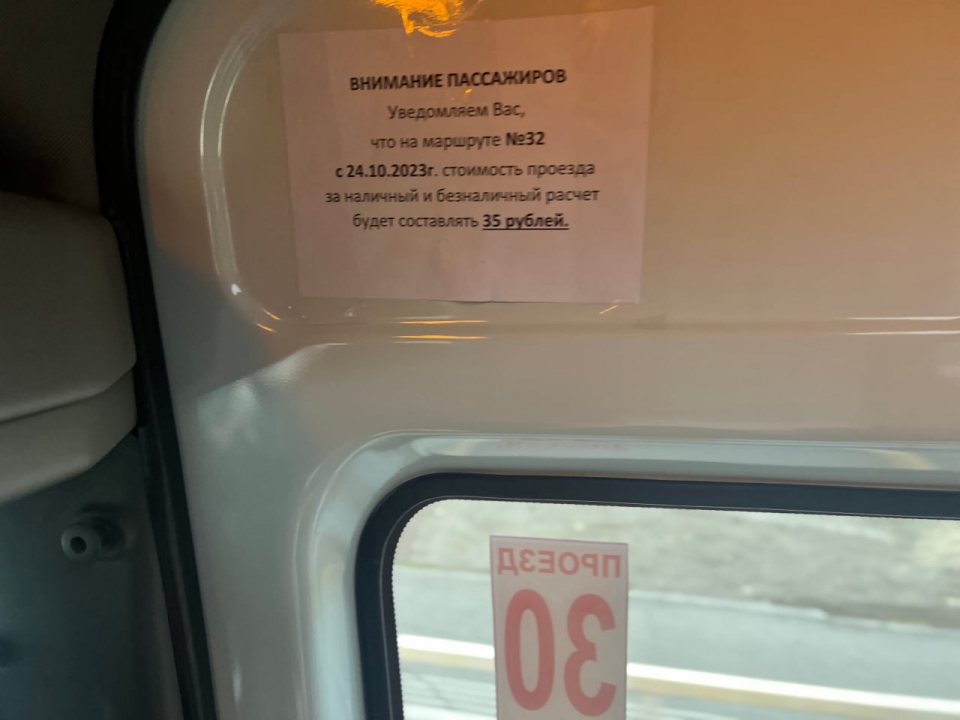 ВНИМАНИЕ ПАССАЖИРОВ
Уведомляем Вас,
что на маршруте №32
с 24.10.2023г. стоимость проезда
за наличный и безналичный расчет
будет составлять 35 рублей.
ПРОЕЗД
30